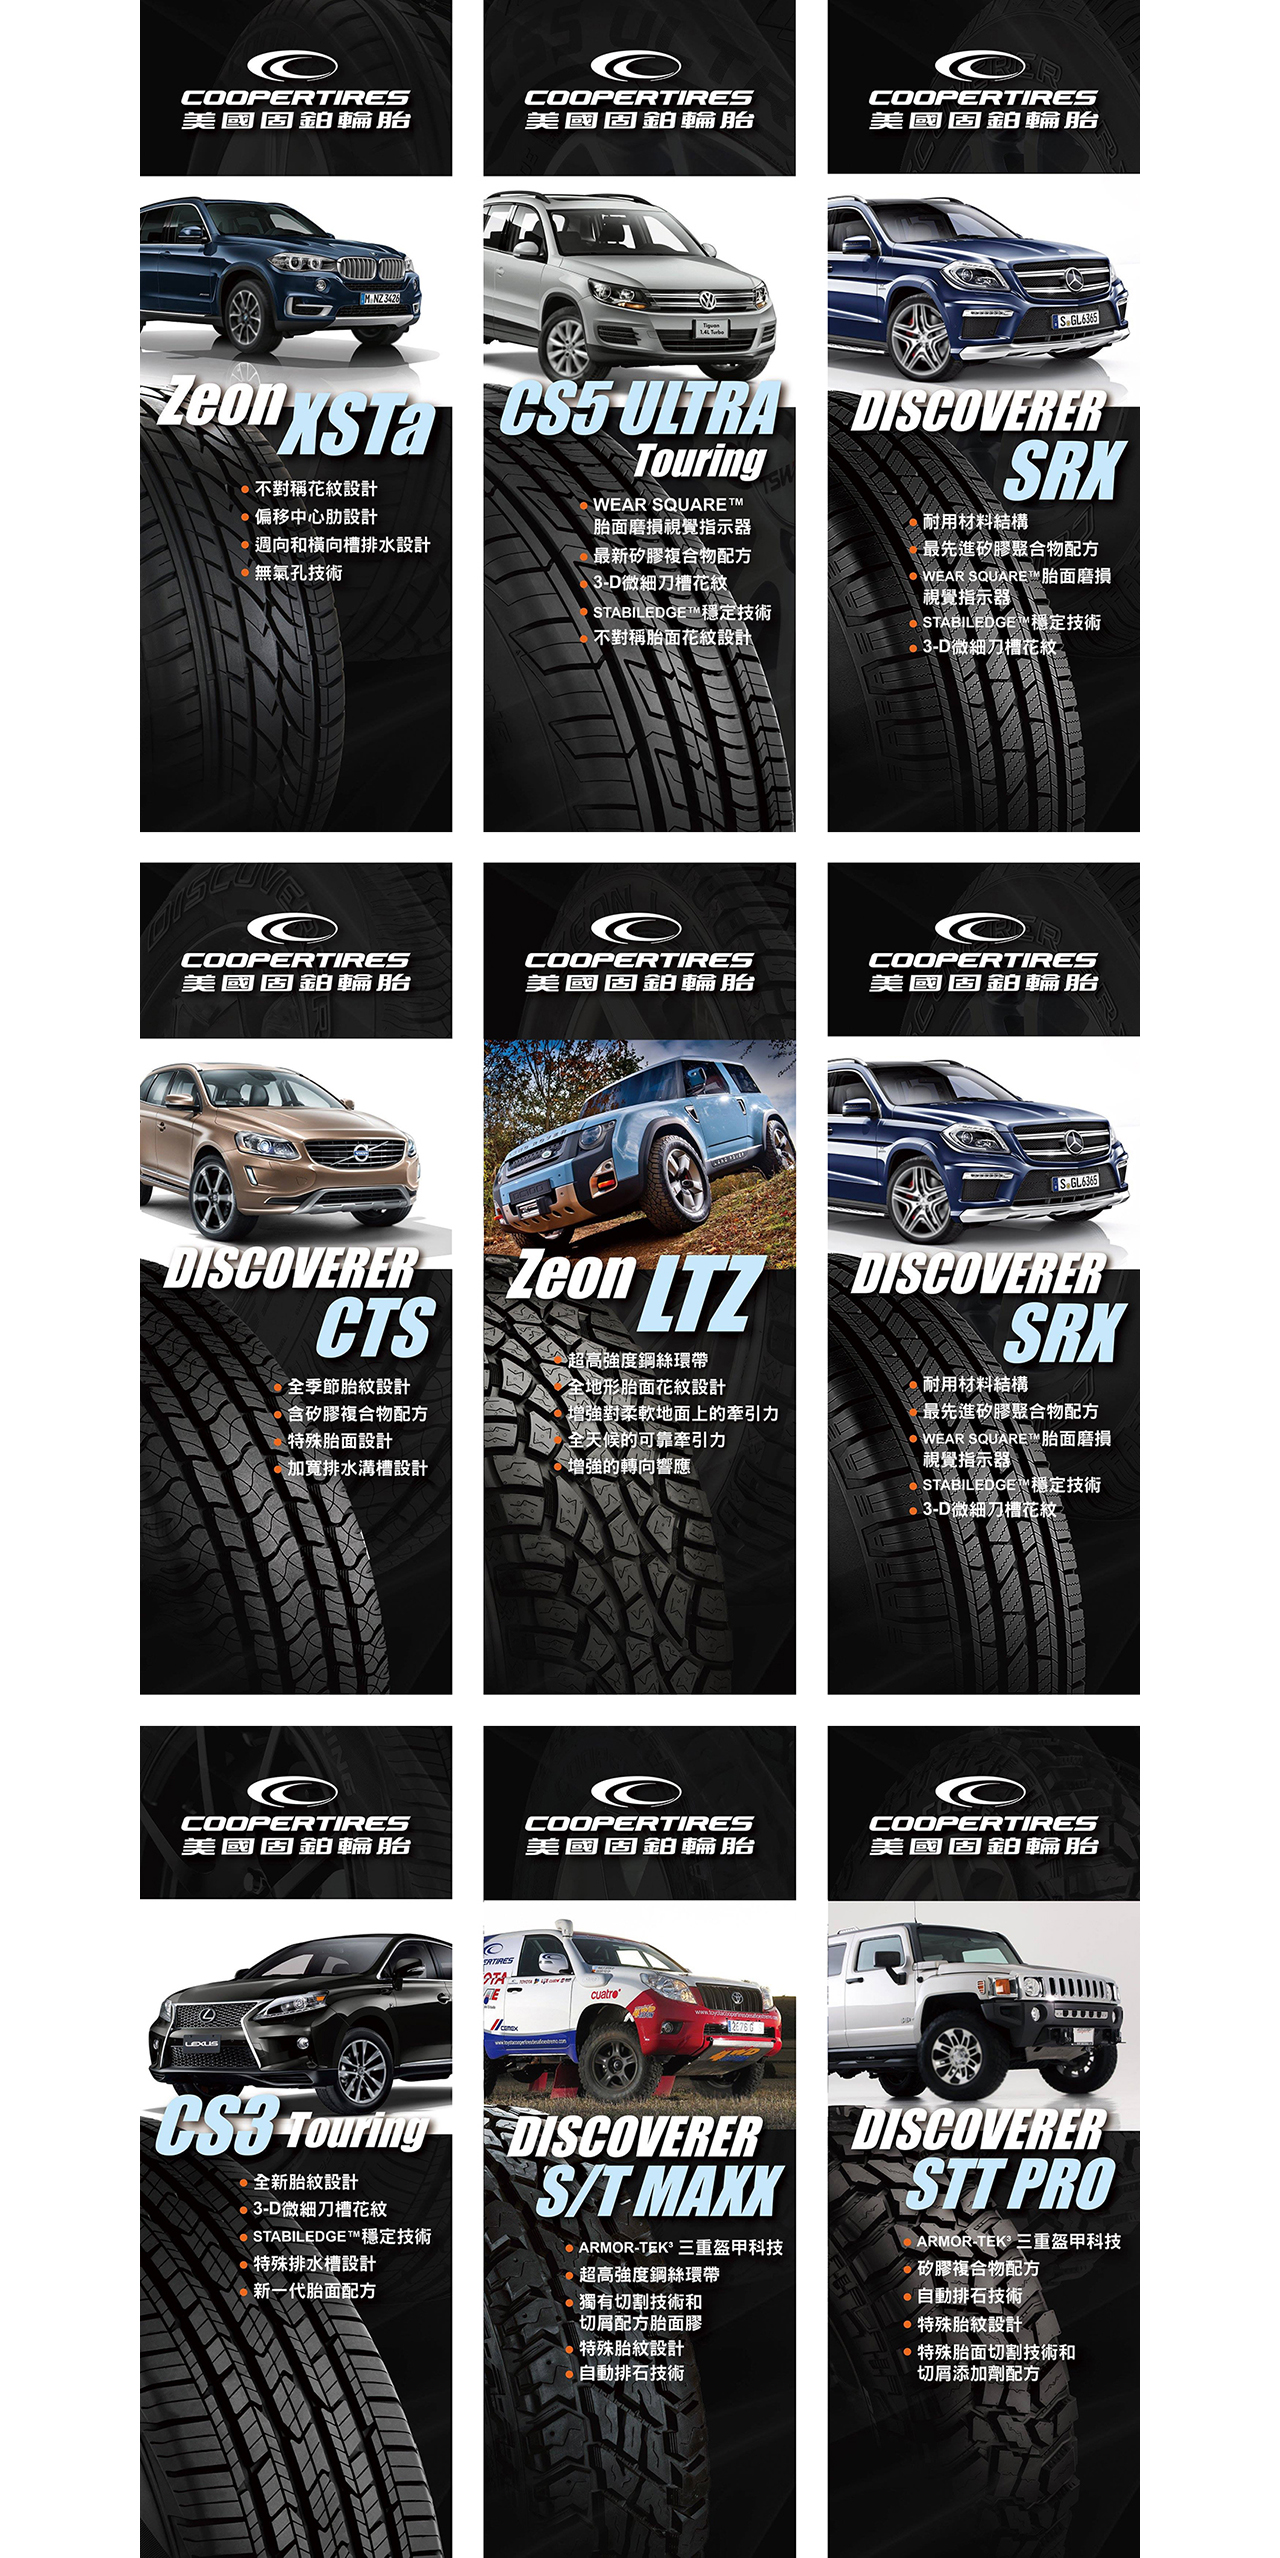 COOPERTIRES
美國固鉑輪胎
M:NZ3426
Zeon XSTa
不對稱花紋設計
偏移中心肋設計
週向和橫向槽排水設計
無氣孔技術
COOPERTIRES
美國固鉑輪胎
Tiguan
1.4L Turbo
CS5 ULTRA
Touring
WEAR SQUARE™
胎面磨損視覺指示器
最新矽膠複合物配方
3-D微細刀槽花紋
STABILEDGE™穩定技術
不對稱胎面花紋設計
COOPERTIRES
美國固鉑輪胎
S GL6365
DISCOVERER
SRX
耐用材料結構
最先進矽膠聚合物配方
WEAR SQUARE™胎面磨損
視覺指示器
STABILEDGE™穩定技術
3-D微細刀槽花紋
DISCOVER
COOPERTIRES
美國固鉑輪胎
DISCOVERER
CTS
全季節胎紋設計
含矽膠複合物配方
特殊胎面設計
加寬排水溝槽設計
COOPERTIRES
美國固鉑輪胎
LAND ROVER
Zeon LTZ
超高強度鋼絲環帶
全地形胎面花紋設計
增強對柔軟地面上的牽引力
全天候的可靠牽引力
增強的轉向響應
COOPERTIRES
美國固鉑輪胎
S GL6365
DISCOVERER
SRX
耐用材料結構
最先進矽膠聚合物配方
WEAR SQUARE™胎面磨損
視覺指示器
STABILEDGE™穩定技術
3-D微細刀槽花紋
COOPERTIRES
美國固鉑輪胎
LEXUS
CS3 Touring
全新胎紋設計
3-D微細刀槽花紋
STABILEDGE™穩定技術
特殊排水槽設計
新一代胎面配方
COOPERTIRES
美國固鉑輪胎
cuatro
CEMEX
DISCOVERER
S/T MAXX
ARMOR-TEK³ 三重盔甲科技
超高強度鋼絲環帶
獨有切割技術和
切屑配方胎面膠
特殊胎紋設計
自動排石技術
COOPERTIRES
美國固鉑輪胎
DISCOVERER
STT PRO
ARMOR-TEK³ 三重盔甲科技
矽膠複合物配方
自動排石技術
特殊胎紋設計
特殊胎面切割技術和
切屑添加劑配方